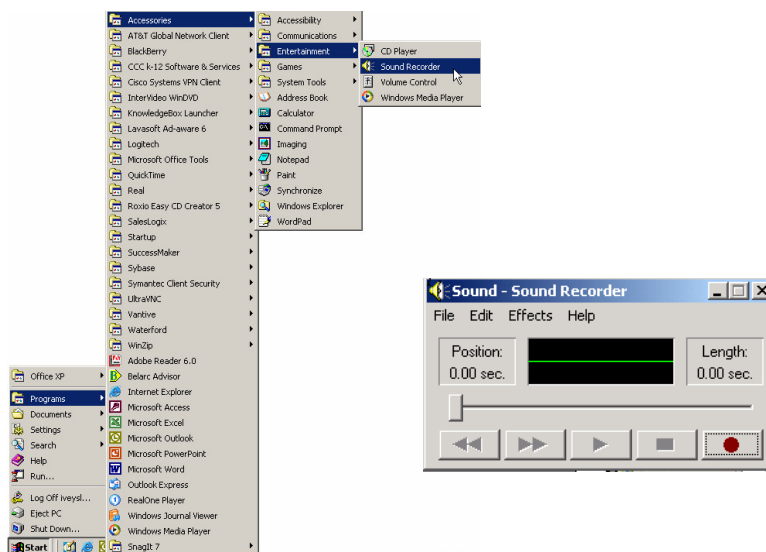 Accessories
AT&T Global Network Client
BlackBerry
CCC k-12 Software & Services
Cisco Systems VPN Client
InterVideo WinDVD
KnowledgeBox Launcher
Lavasoft Ad-aware 6
Logitech
Microsoft Office Tools
QuickTime
Real
Roxio Easy CD Creator 5
SalesLogix
Startup
SuccessMaker
Sybase
Symantec Client Security
UltraVNC
Vantive
Waterford
WinZip
Adobe Reader 6.0
Belarc Advisor
Internet Explorer
Microsoft Access
Microsoft Excel
Microsoft Outlook
Microsoft PowerPoint
Microsoft Word
Outlook Express
RealOne Player
Windows Journal Viewer
Windows Media Player
SnagIt 7
Accessibility
Communications
Entertainment
Games
System Tools
Address Book
Calculator
Command Prompt
Imaging
Notepad
Paint
Synchronize
Windows Explorer
WordPad
CD Player
Sound Recorder
Volume Control
Windows Media Player
Office XP
Programs
Documents
Settings
Search
Help
Run...
Log Off iveysl...
Eject PC
Shut Down...
Start
Sound - Sound Recorder
File Edit Effects Help
Position: Length:
0.00 sec. 0.00 sec.